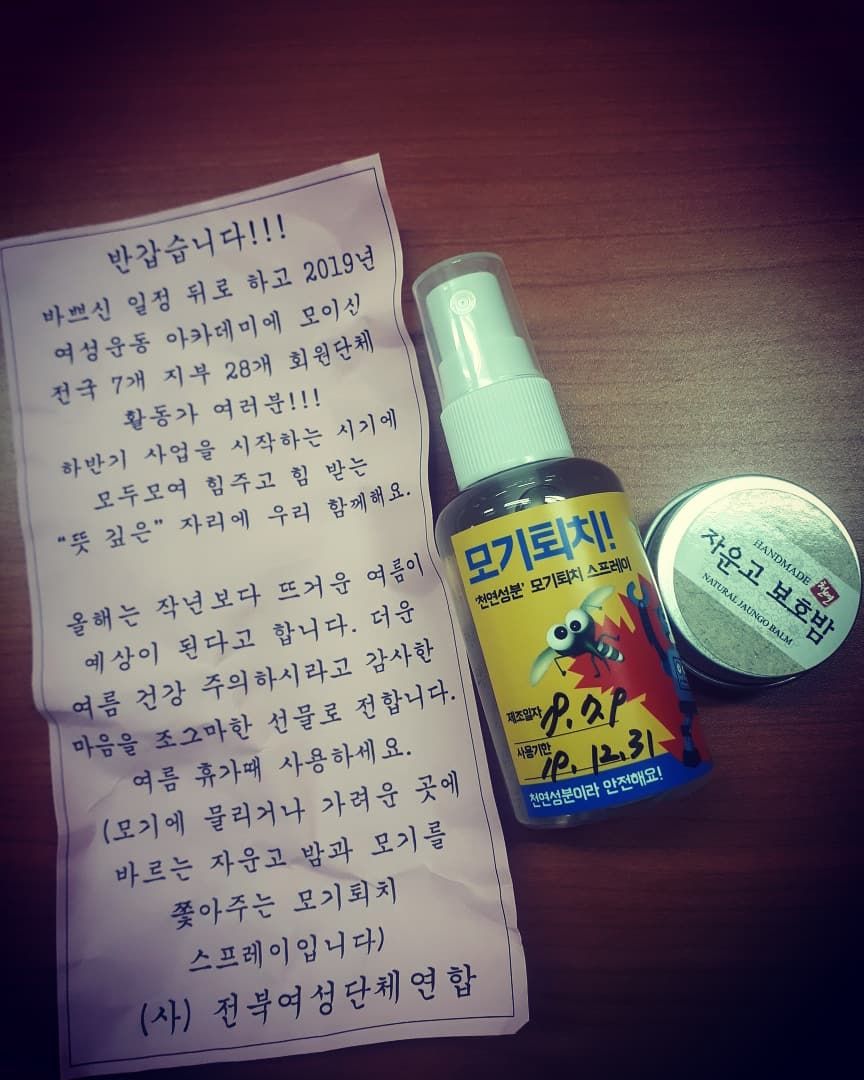 반갑습니다!!!
바쁘신 일정 뒤로 하고 2019년
여성운동 아카데미에 모이신
전국 7개 지부 28개 회원단체
활동가 여러분!!!
하반기 사업을 시작하는 시기에
모두모여 힘주고 힘 받는
“뜻 깊은” 자리에 우리 함께해요.
올해는 작년보다 뜨거운 여름이
예상이 된다고 합니다. 더운
여름 건강 주의하시라고 감사한
마음을 조그마한 선물로 전합니다.
여름 휴가때 사용하세요.
(모기에 물리거나 가려운 곳에
바르는 자운고 밤과 모기를
쫓아주는 모기퇴치
스프레이입니다)
(사) 전북여성단체연합
모기퇴치!
'천연성분' 모기퇴치 스프레이
제조일자
사용기한 19.12.31
천연성분이라 안전해요!
HANDMADE
자운고 보호밤
NATURAL JAUNGO BALM